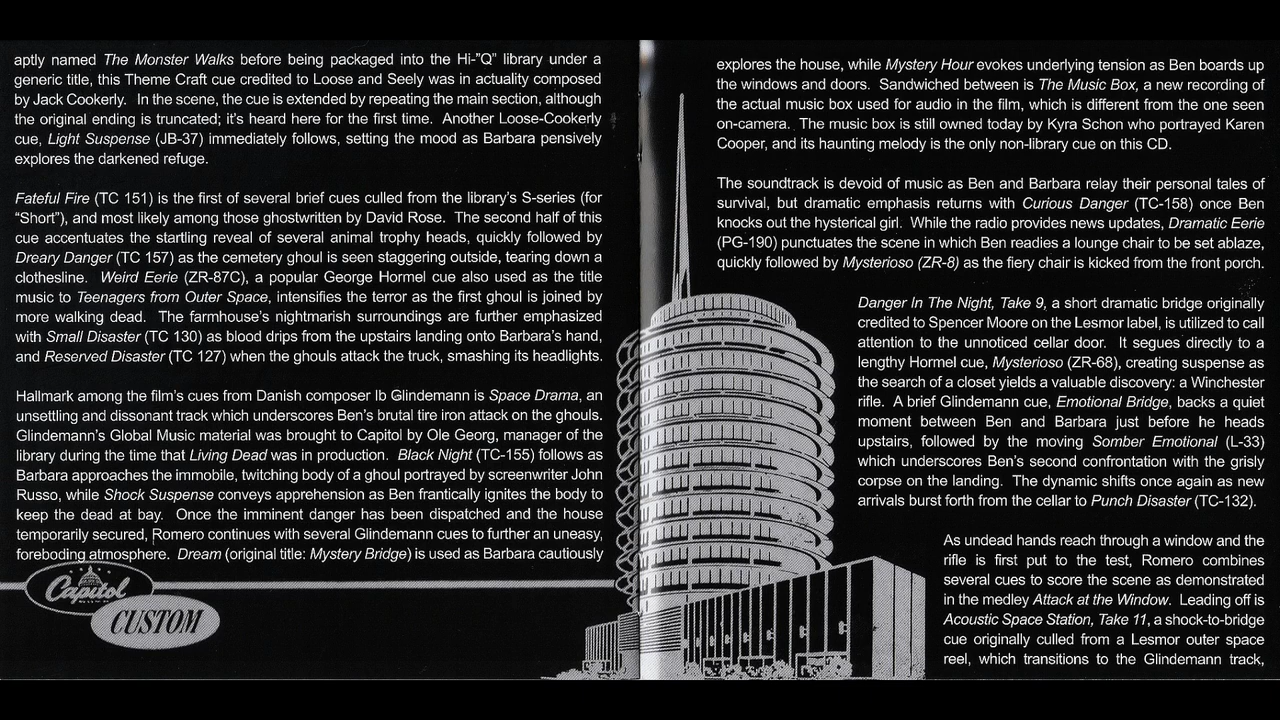 aptly named The Monster Walks before being packaged into the Hi-"Q" library under a
generic title, this Theme Craft cue credited to Loose and Seely was in actuality composed
by Jack Cookerly. In the scene, the cue is extended by repeating the main section, although
the original ending is truncated; it's heard here for the first time. Another Loose-Cookerly
cue, Light Suspense (JB-37) immediately follows, setting the mood as Barbara pensively
explores the darkened refuge.
Fateful Fire (TC 151) is the first of several brief cues culled from the library's S-series (for
"Short"), and most likely among those ghostwritten by David Rose. The second half of this
cue accentuates the startling reveal of several animal trophy heads, quickly followed by
Dreary Danger (TC 157) as the cemetery ghoul is seen staggering outside, tearing down a
clothesline. Weird Eerie (ZR-87C), a popular George Hormel cue also used as the title
music to Teenagers from Outer Space, intensifies the terror as the first ghoul is joined by
more walking dead. The farmhouse's nightmarish surroundings are further emphasized
with Small Disaster (TC 130) as blood drips from the upstairs landing onto Barbara's hand,
and Reserved Disaster (TC 127) when the ghouls attack the truck, smashing its headlights.
Hallmark among the film's cues from Danish composer Ib Glindemann is Space Drama, an
unsettling and dissonant track which underscores Ben's brutal tire iron attack on the ghouls.
Glindemann's Global Music material was brought to Capitol by Ole Georg, manager of the
library during the time that Living Dead was in production. Black Night (TC-155) follows as
Barbara approaches the immobile, twitching body of a ghoul portrayed by screenwriter John
Russo, while Shock Suspense conveys apprehension as Ben frantically ignites the body to
keep the dead at bay. Once the imminent danger has been dispatched and the house
temporarily secured, Romero continues with several Glindemann cues to further an uneasy,
foreboding atmosphere. Dream (original title: Mystery Bridge) is used as Barbara cautiously
Capitol
CUSTOM
explores the house, while Mystery Hour evokes underlying tension as Ben boards up
the windows and doors. Sandwiched between is The Music Box, a new recording of
the actual music box used for audio in the film, which is different from the one seen
on-camera. The music box is still owned today by Kyra Schon who portrayed Karen
Cooper, and its haunting melody is the only non-library cue on this CD.
The soundtrack is devoid of music as Ben and Barbara relay their personal tales of
survival, but dramatic emphasis returns with Curious Danger (TC-158) once Ben
knocks out the hysterical girl. While the radio provides news updates, Dramatic Eerie
(PG-190) punctuates the scene in which Ben readies a lounge chair to be set ablaze,
quickly followed by Mysterioso (ZR-8) as the fiery chair is kicked from the front porch.
Danger In The Night, Take 9, a short dramatic bridge originally
credited to Spencer Moore on the Lesmor label, is utilized to call
attention to the unnoticed cellar door. It segues directly to a
lengthy Hormel cue, Mysterioso (ZR-68), creating suspense as
the search of a closet yields a valuable discovery: a Winchester
rifle. A brief Glindemann cue, Emotional Bridge, backs a quiet
moment between Ben and Barbara just before he heads
upstairs, followed by the moving Somber Emotional (L-33)
which underscores Ben's second confrontation with the grisly
corpse on the landing. The dynamic shifts once again as new
arrivals burst forth from the cellar to Punch Disaster (TC-132).
As undead hands reach through a window and the
rifle is first put to the test, Romero combines
several cues to score the scene as demonstrated
in the medley Attack at the Window. Leading off is
Acoustic Space Station, Take 11, a shock-to-bridge
cue originally culled from a Lesmor outer space
reel, which transitions to the Glindemann track,